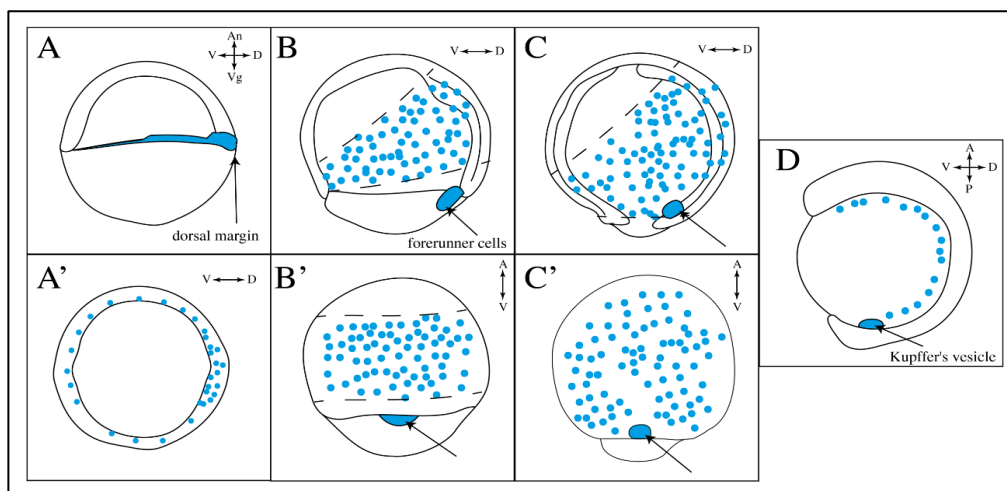 A
An
V D
Vg
dorsal margin
B
V D
forerunner cells
C
V D
D
A
V D
P
Kupffer's vesicle
A'
V D
B'
A
V
C'
A
V